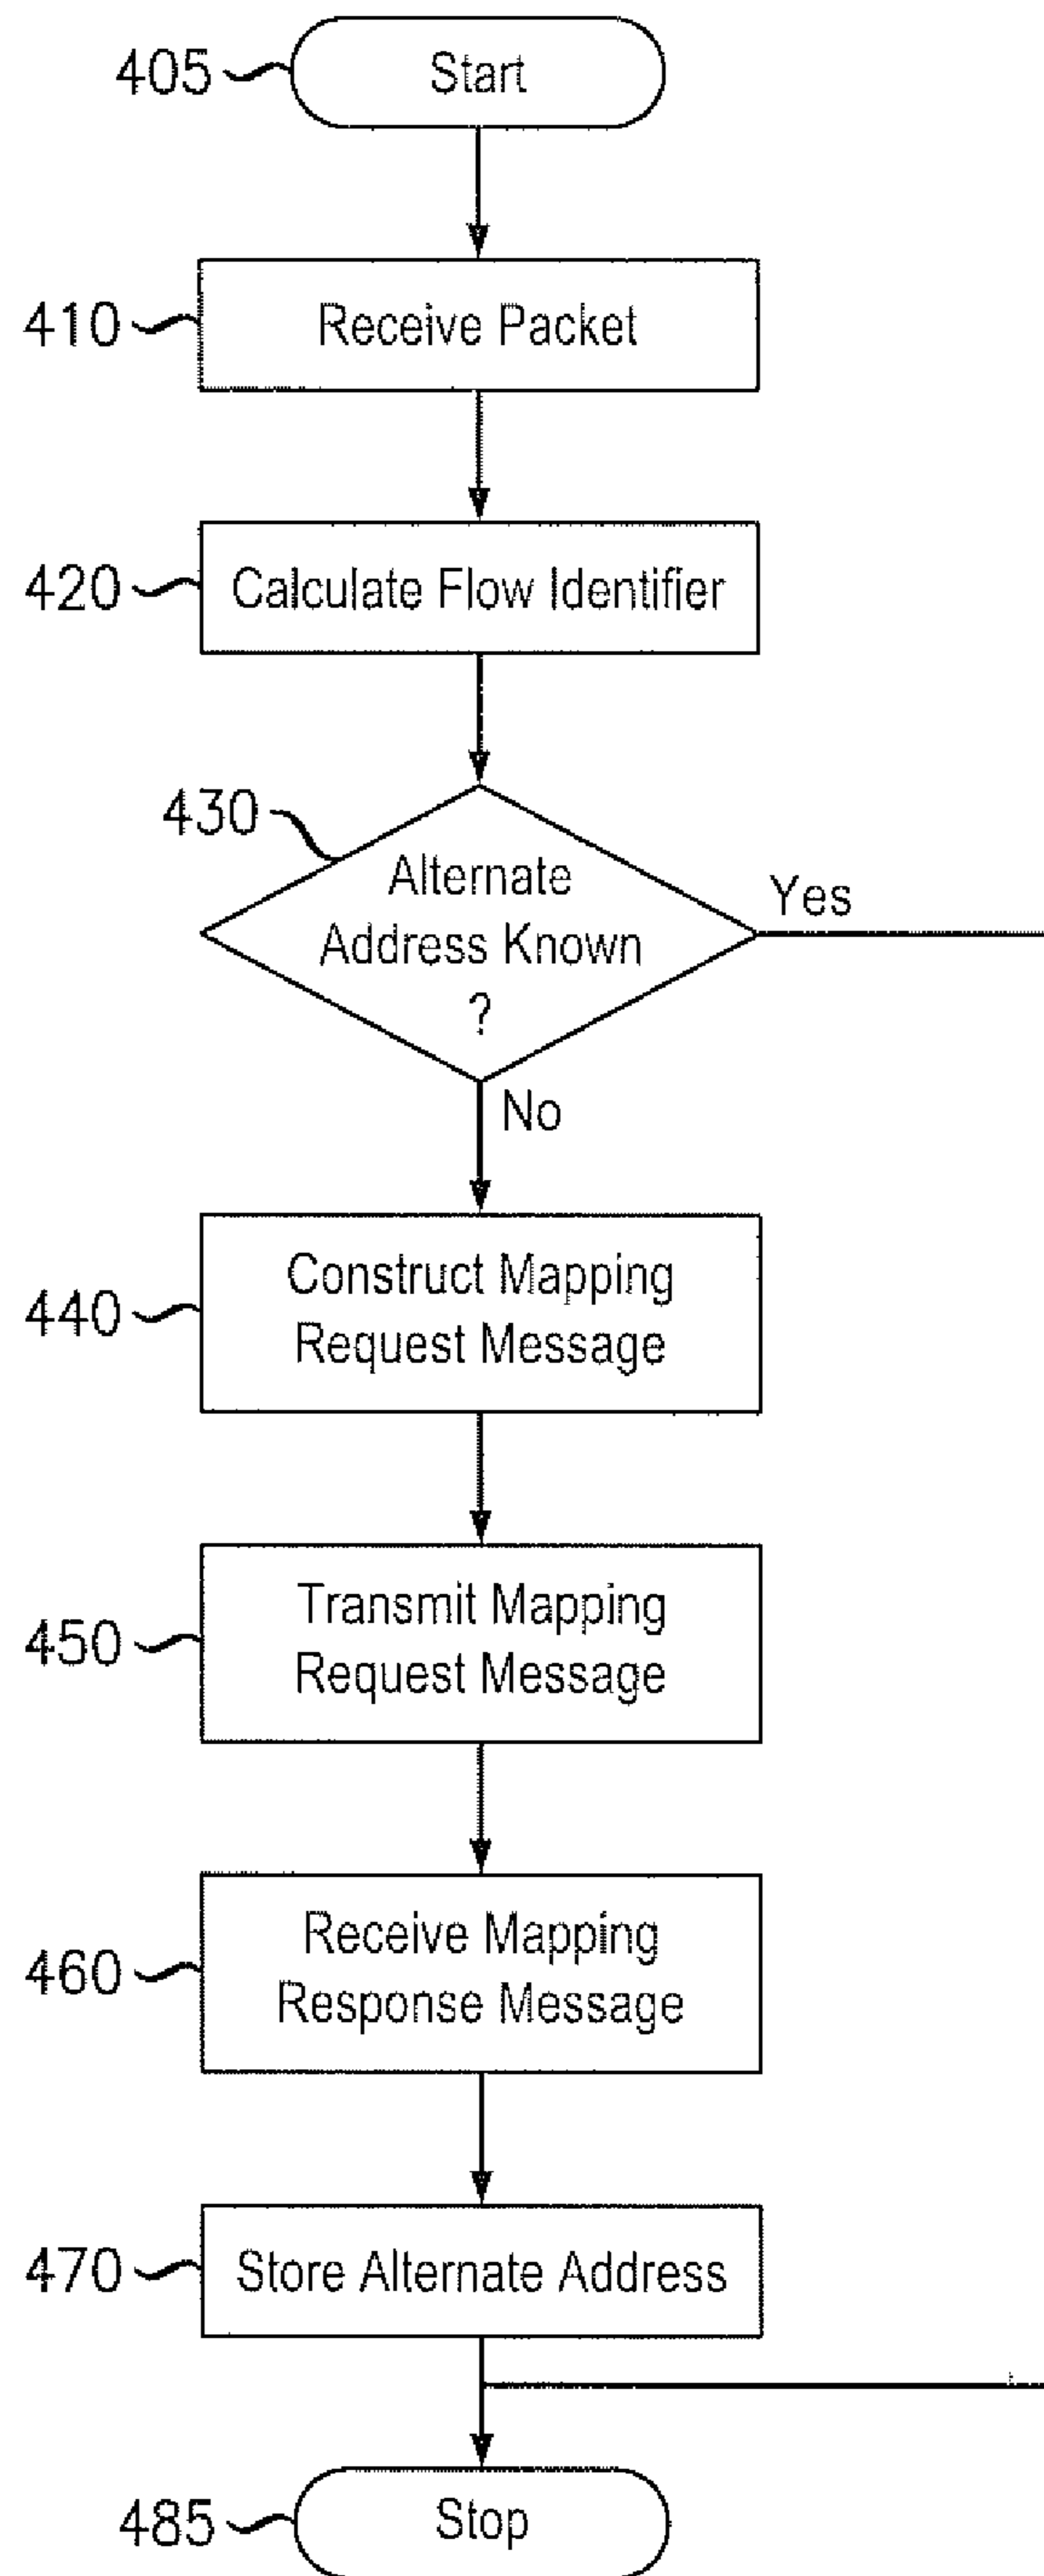 405
Start
410
Receive Packet
420
Calculate Flow Identifier
430
Alternate
Address Known
?
Yes
No
440
Construct Mapping
Request Message
450
Transmit Mapping
Request Message
460
Receive Mapping
Response Message
470
Store Alternate Address
485
Stop